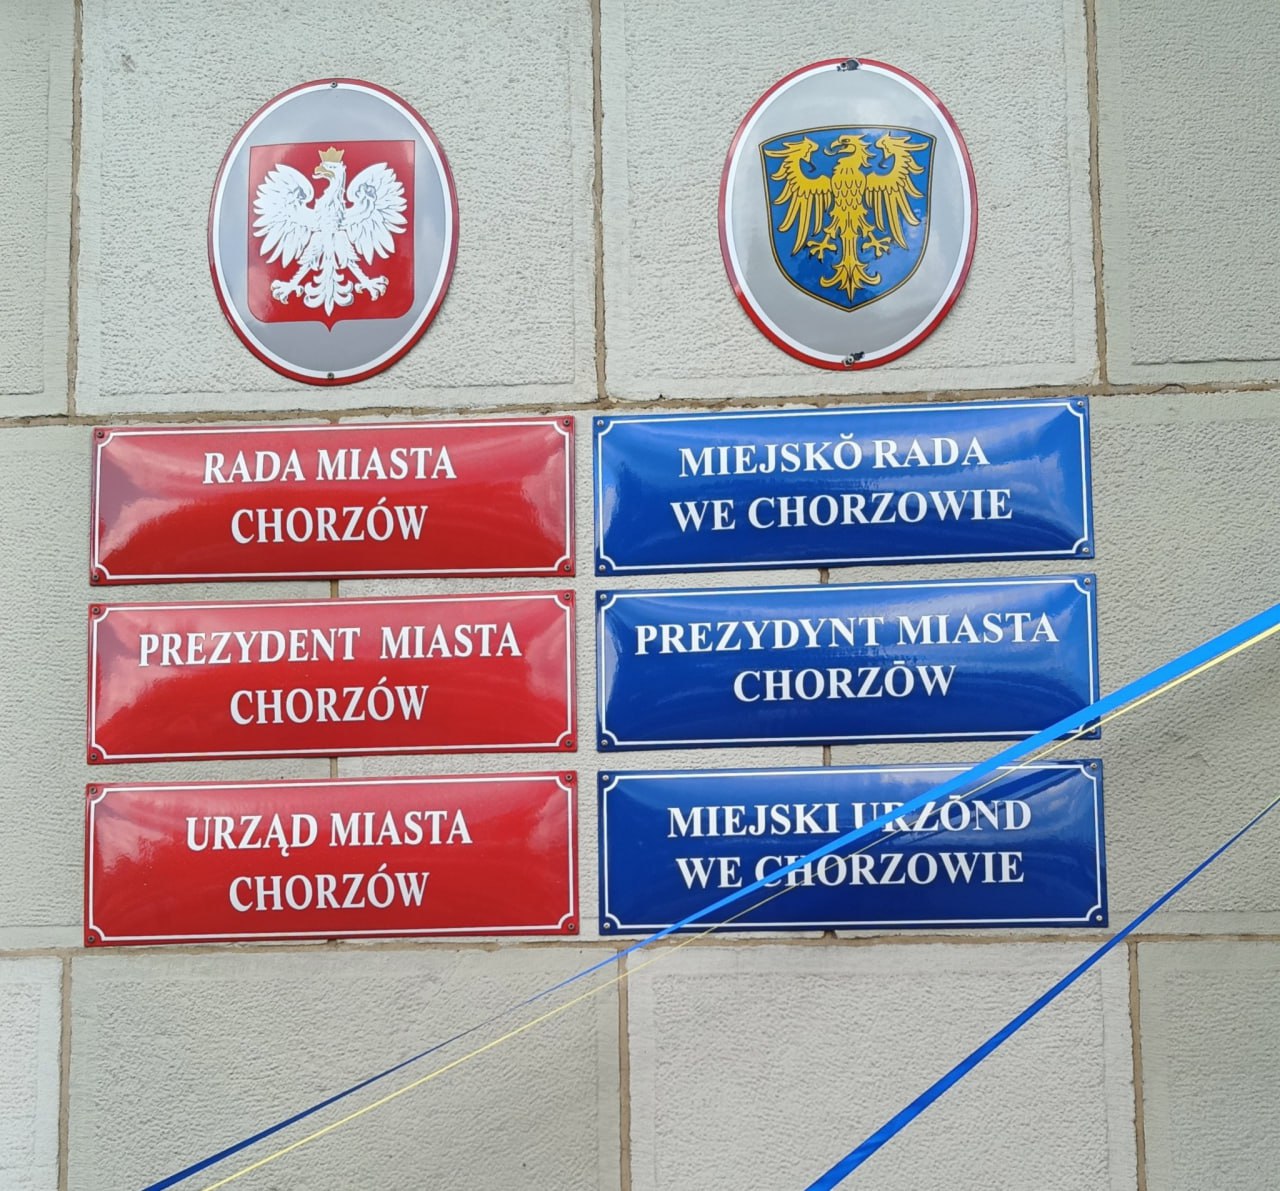 RADA MIASTA
CHORZÓW
MIEJSKŎ RADA
WE CHORZOWIE
PREZYDENT MIASTA
CHORZÓW
PREZYDYNT MIASTA
CHORZŌW
URZĄD MIASTA
CHORZÓW
MIEJSKI URZŌND
WE CHORZOWIE